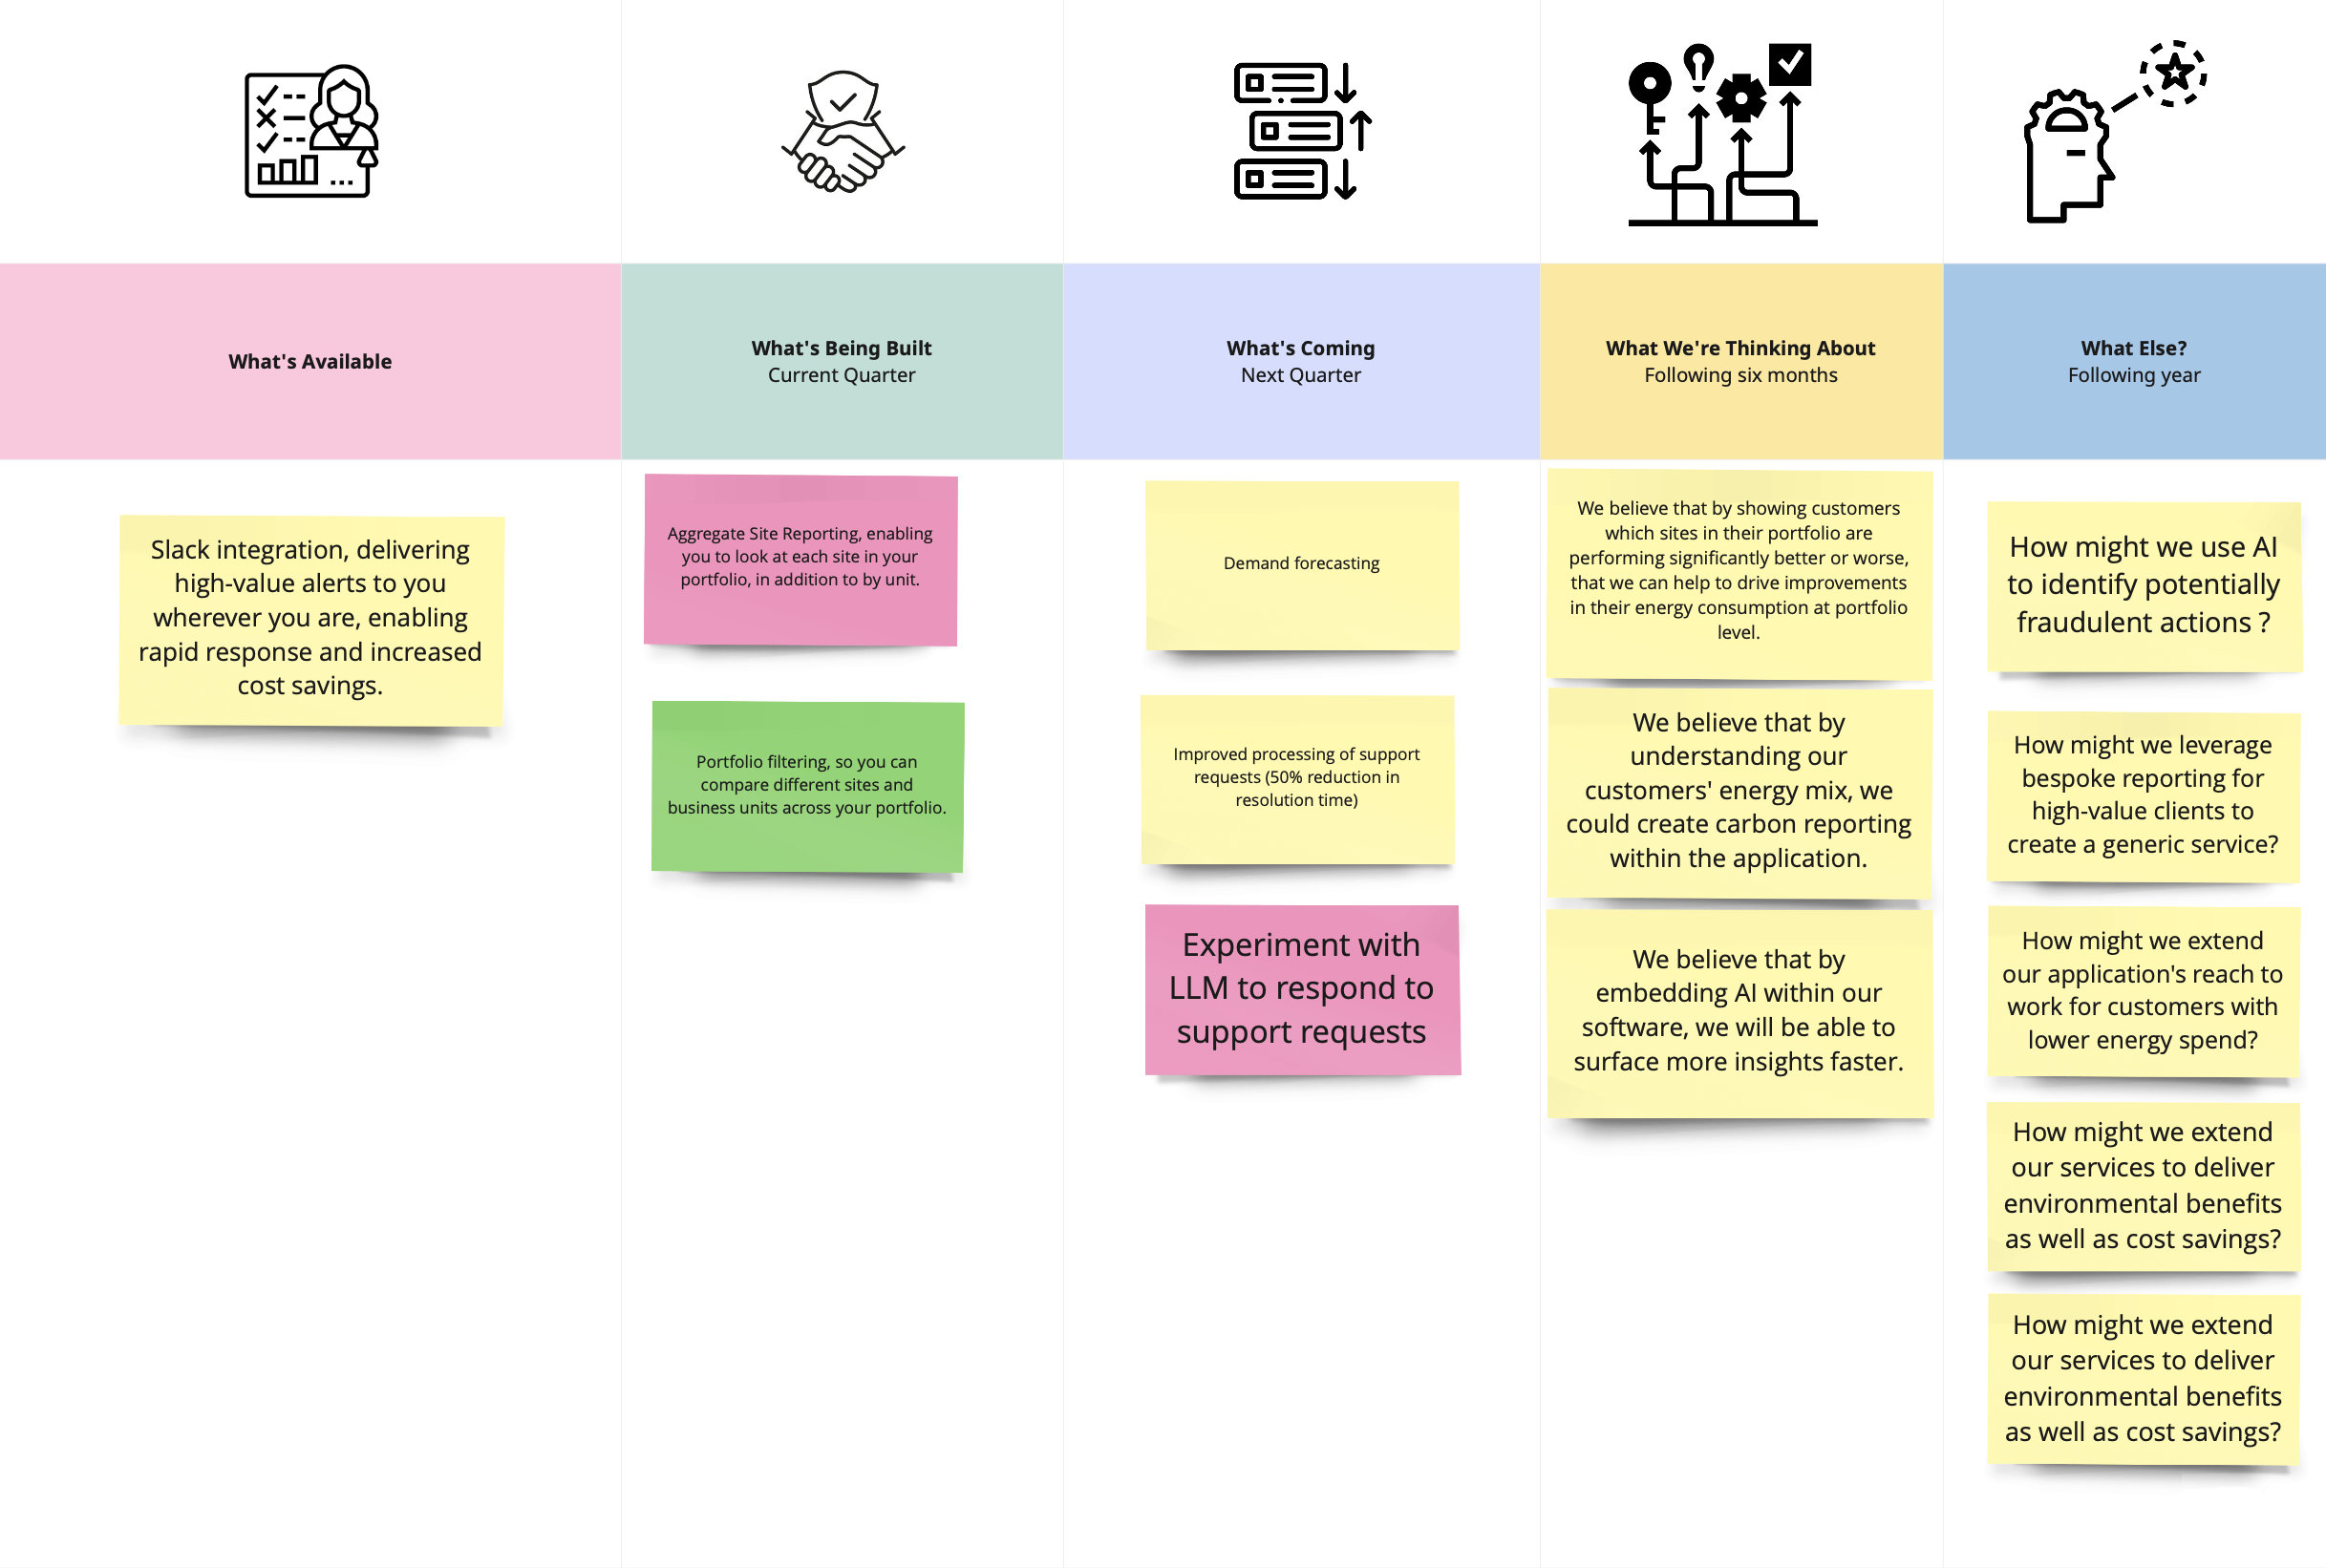 What's Available
What's Being Built
Current Quarter
What's Coming
Next Quarter
What We're Thinking About
Following six months
What Else?
Following year
Slack integration, delivering
high-value alerts to you
wherever you are, enabling
rapid response and increased
cost savings.
Aggregate Site Reporting, enabling
you to look at each site in your
portfolio, in addition to by unit.
Portfolio filtering, so you can
compare different sites and
business units across your portfolio.
Demand forecasting
Improved processing of support
requests (50% reduction in
resolution time)
Experiment with
LLM to respond to
support requests
We believe that by showing customers
which sites in their portfolio are
performing significantly better or worse,
that we can help to drive improvements
in their energy consumption at portfolio
level.
We believe that by
understanding our
customers' energy mix, we
could create carbon reporting
within the application.
We believe that by
embedding AI within our
software, we will be able to
surface more insights faster.
How might we use AI
to identify potentially
fraudulent actions ?
How might we leverage
bespoke reporting for
high-value clients to
create a generic service?
How might we extend
our application's reach to
work for customers with
lower energy spend?
How might we extend
our services to deliver
environmental benefits
as well as cost savings?
How might we extend
our services to deliver
environmental benefits
as well as cost savings?